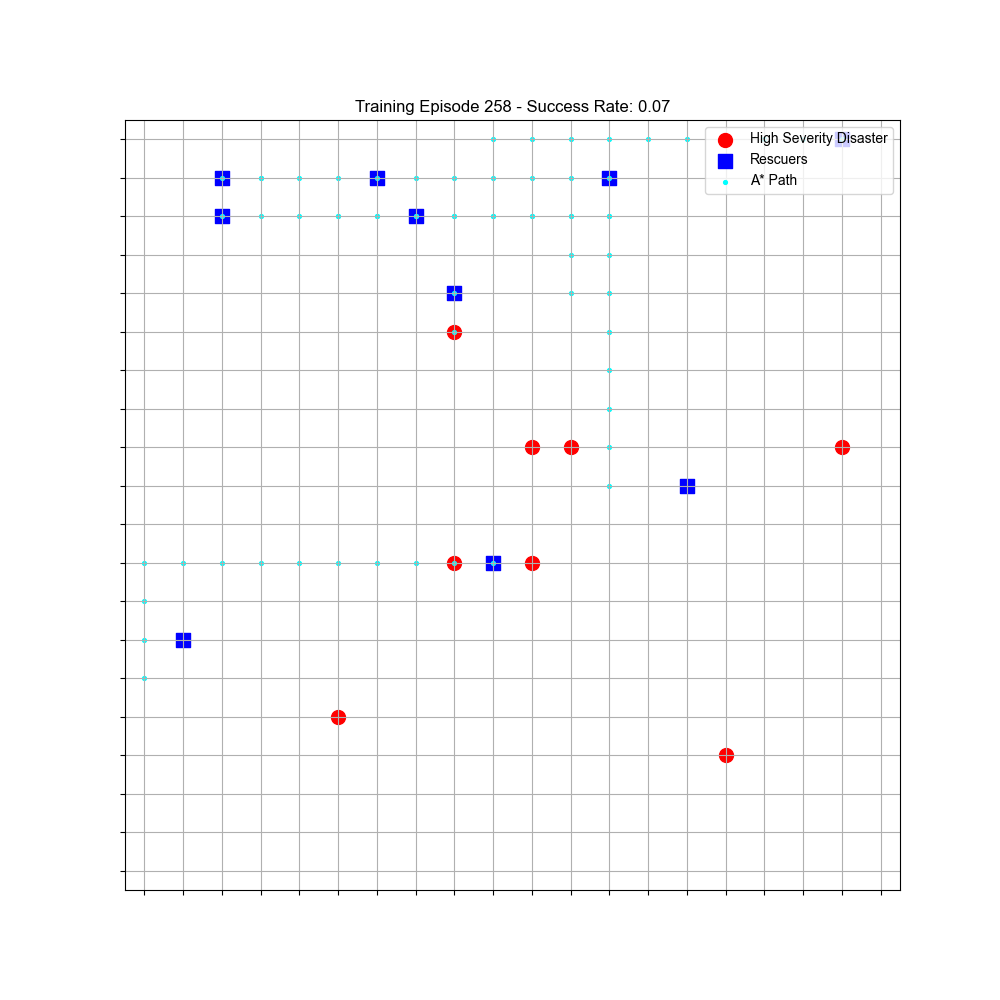 Training Episode 258 - Success Rate: 0.07
High Severity Disaster
Rescuers
A* Path